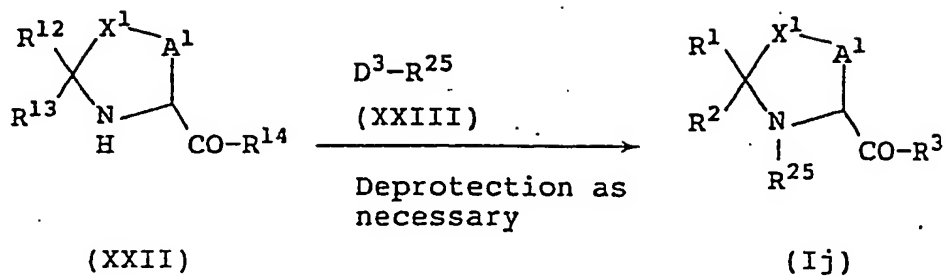 R¹² X¹ A¹ R¹³ N H CO-R¹⁴
(XXII)
D³-R²⁵
(XXIII)
Deprotection as
necessary
R¹ X¹ A¹ R² N R²⁵ CO-R³
(Ij)